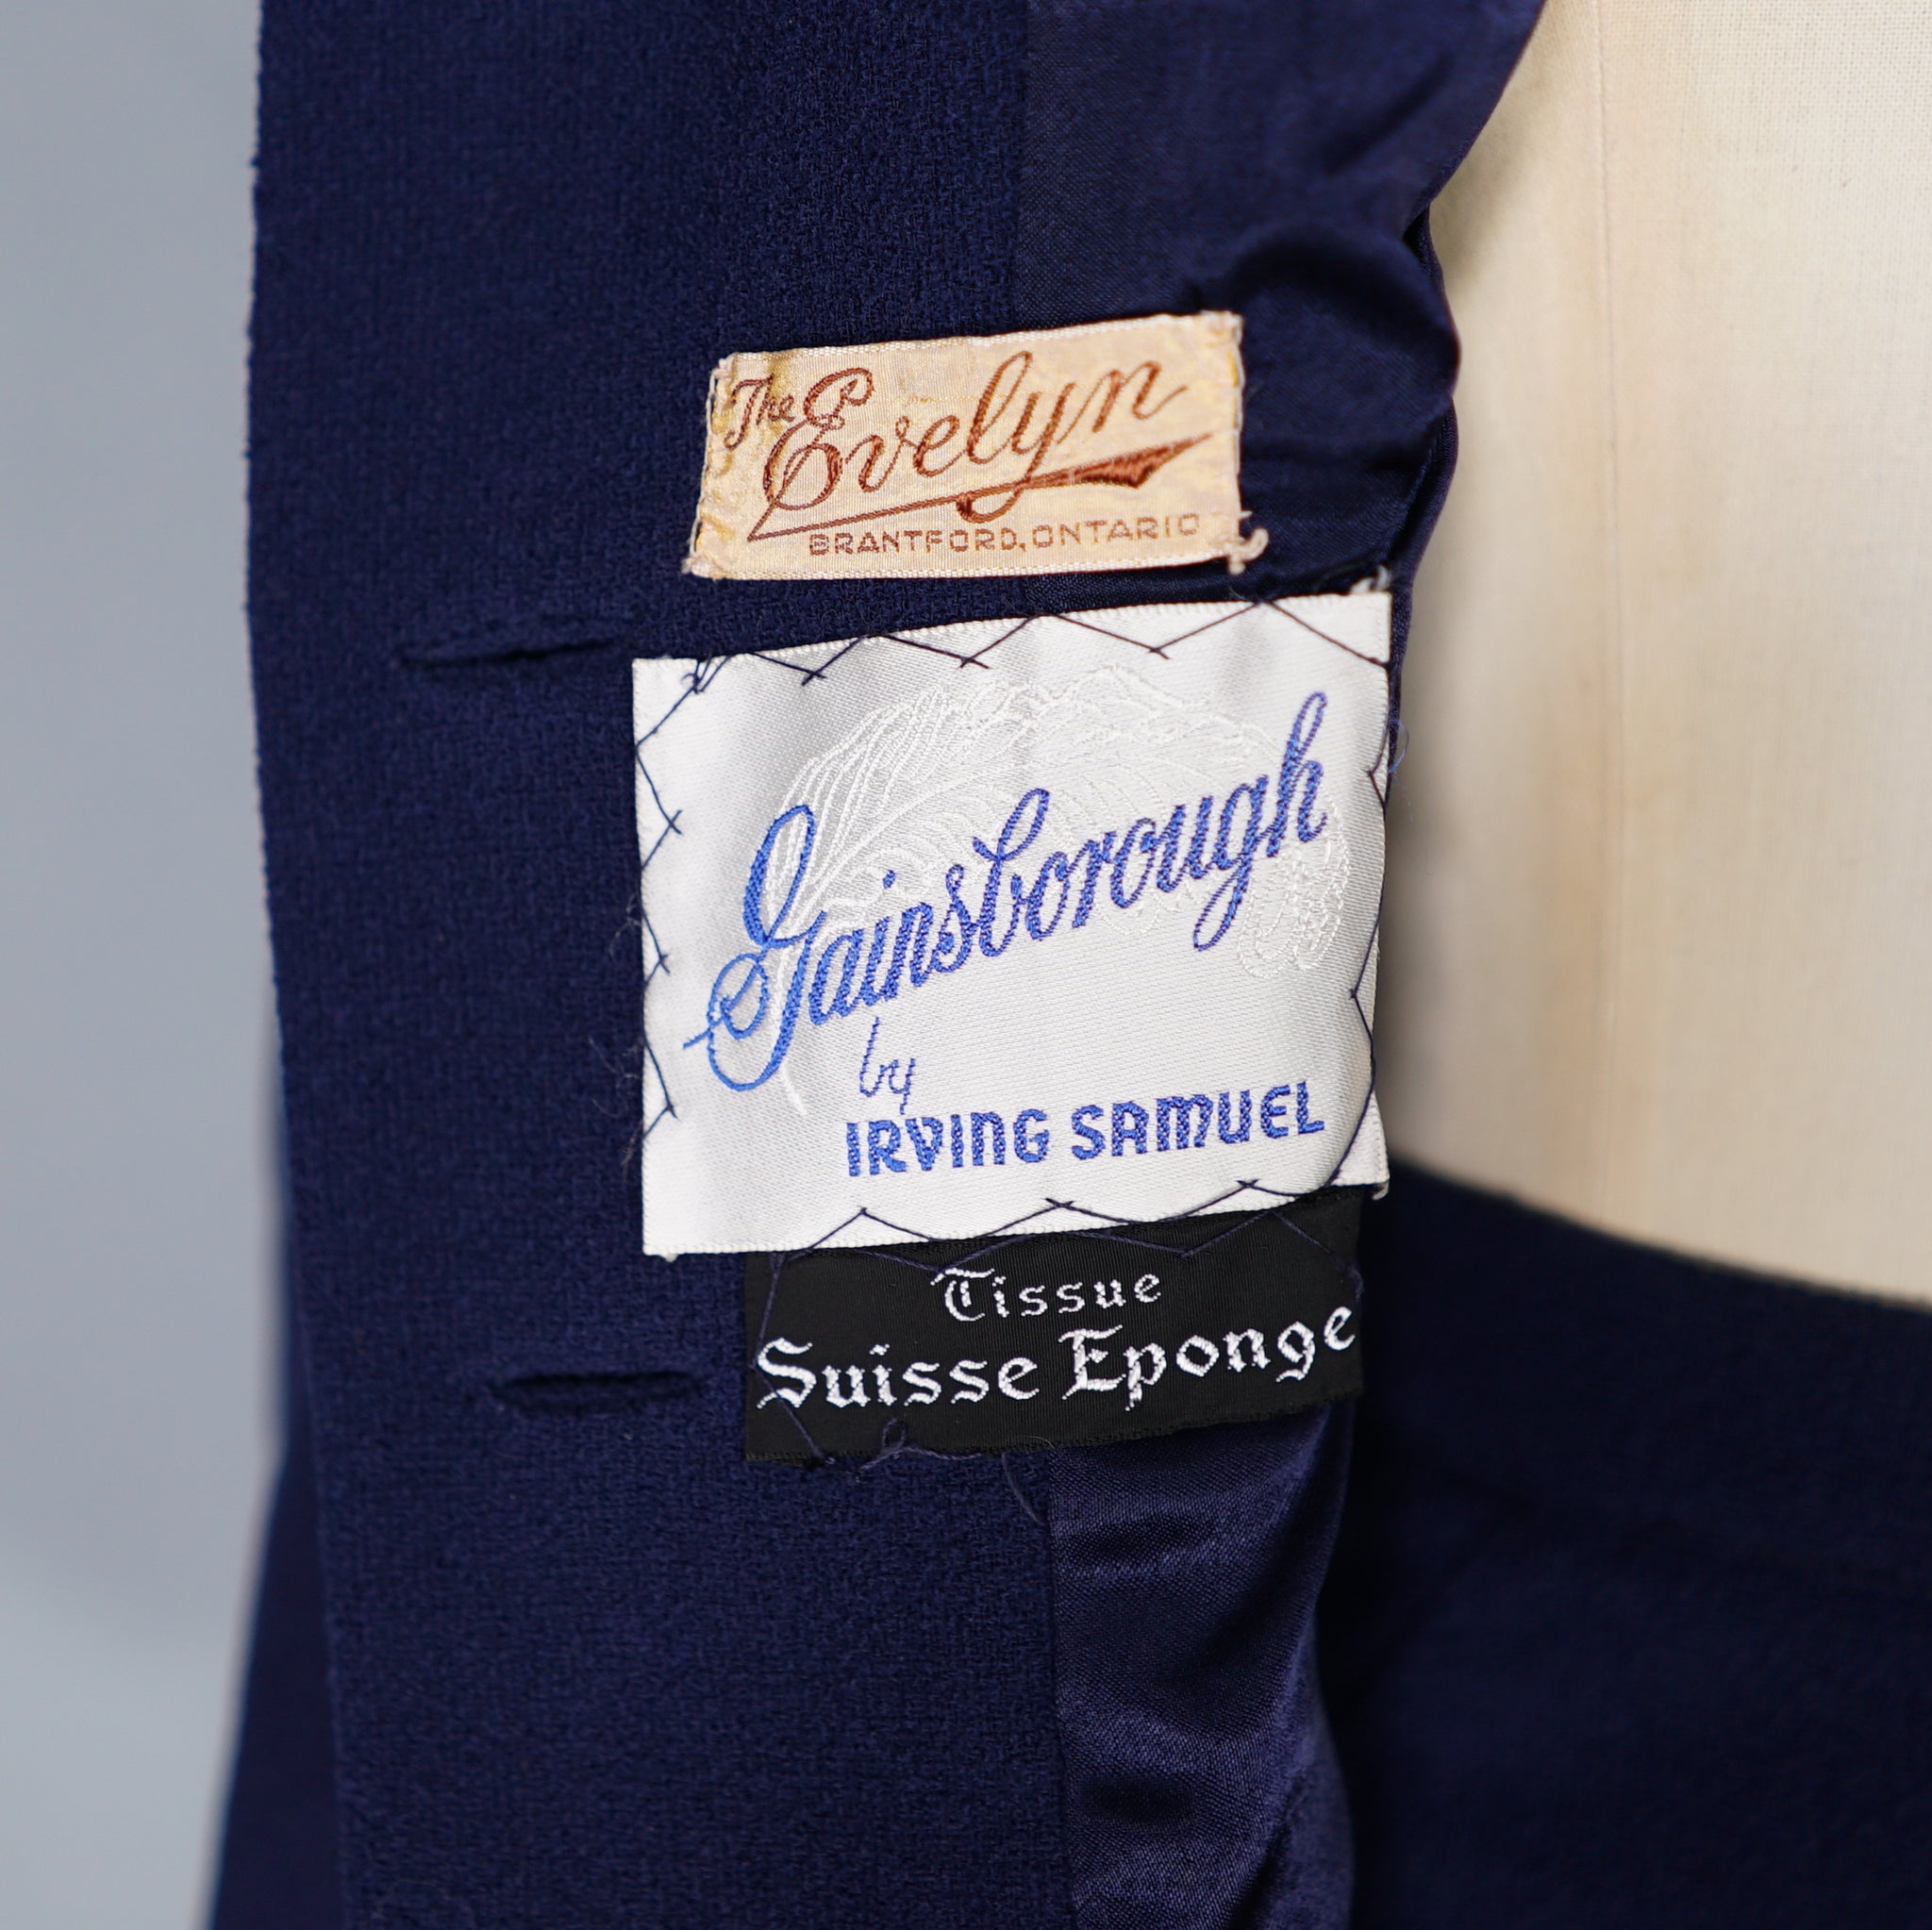 The Evelyn
BRANTFORD, ONTARIO
Gainsborough
by
IRVING SAMUEL
Tissue
Suisse Eponge